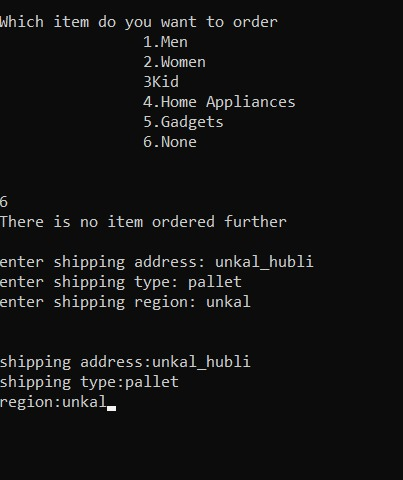 Which item do you want to order
1.Men
2.Women
3Kid
4.Home Appliances
5.Gadgets
6.None
6
There is no item ordered further
enter shipping address: unkal_hubli
enter shipping type: pallet
enter shipping region: unkal
shipping address:unkal_hubli
shipping type:pallet
region:unkal